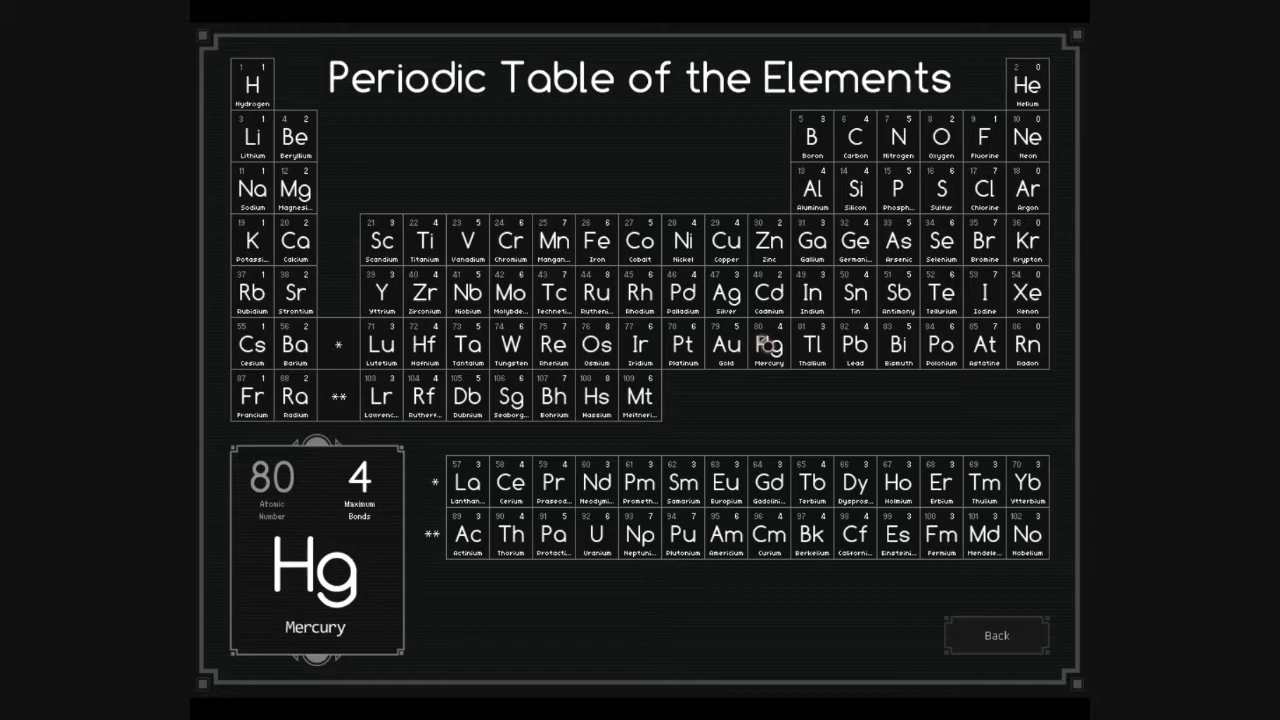 Periodic Table of the Elements
1 1 2 0
H He
Hydrogen Helium
3 1 4 2 5 3 6 4 7 5 8 2 9 1 10 0
Li Be B C N O F Ne
Lithium Beryllium Boron Carbon Nitrogen Oxygen Fluorine Neon
11 1 12 2 13 4 14 4 15 5 16 6 17 7 18 0
Na Mg Al Si P S Cl Ar
Sodium Magnesi... Aluminum Silicon Phosph... Sulfur Chlorine Argon
19 1 20 2 21 3 22 4 23 5 24 6 25 7 26 6 27 5 28 4 29 4 30 2 31 3 32 4 33 5 34 6 35 7 36 0
K Ca Sc Ti V Cr Mn Fe Co Ni Cu Zn Ga Ge As Se Br Kr
Potassi... Calcium Scandium Titanium Vanadium Chromium Mangan... Iron Cobalt Nickel Copper Zinc Gallium Germani... Arsenic Selenium Bromine Krypton
37 1 38 2 39 3 40 4 41 5 42 6 43 7 44 8 45 6 46 4 47 3 48 2 49 3 50 4 51 5 52 6 53 7 54 0
Rb Sr Y Zr Nb Mo Tc Ru Rh Pd Ag Cd In Sn Sb Te I Xe
Rubidium Strontium Yttrium Zirconium Niobium Molybde... Techneti... Rutheni... Rhodium Palladium Silver Cadmium Indium Tin Antimony Tellurium Iodine Xenon
55 1 56 2 71 3 72 4 73 5 74 6 75 7 76 8 77 6 78 6 79 5 80 4 81 3 82 4 83 5 84 6 85 7 86 0
Cs Ba * Lu Hf Ta W Re Os Ir Pt Au Hg Tl Pb Bi Po At Rn
Cesium Barium Lutetium Hafnium Tantalum Tungsten Rhenium Osmium Iridium Platinum Gold Mercury Thallium Lead Bismuth Polonium Astatine Radon
87 1 88 2 103 3 104 4 105 5 106 6 107 7 108 8 109 6
Fr Ra ** Lr Rf Db Sg Bh Hs Mt
Francium Radium Lawrenc... Rutherf... Dubnium Seaborg... Bohrium Hassium Meitneri...
57 3 58 4 59 4 60 3 61 3 62 3 63 3 64 3 65 4 66 3 67 3 68 3 69 3 70 3
* La Ce Pr Nd Pm Sm Eu Gd Tb Dy Ho Er Tm Yb
Lanthan... Cerium Praseod... Neodymi... Prometh... Samarium Europium Gadolini... Terbium Dyspros... Holmium Erbium Thulium Ytterbium
89 3 90 4 91 5 92 6 93 7 94 7 95 6 96 4 97 4 98 4 99 3 100 3 101 3 102 3
** Ac Th Pa U Np Pu Am Cm Bk Cf Es Fm Md No
Actinium Thorium Protacti... Uranium Neptuni... Plutonium Americium Curium Berkelium Californi... Einsteini... Fermium Mendele... Nobelium
80 4
Atomic Maximum
Number Bonds
Hg
Mercury
Back